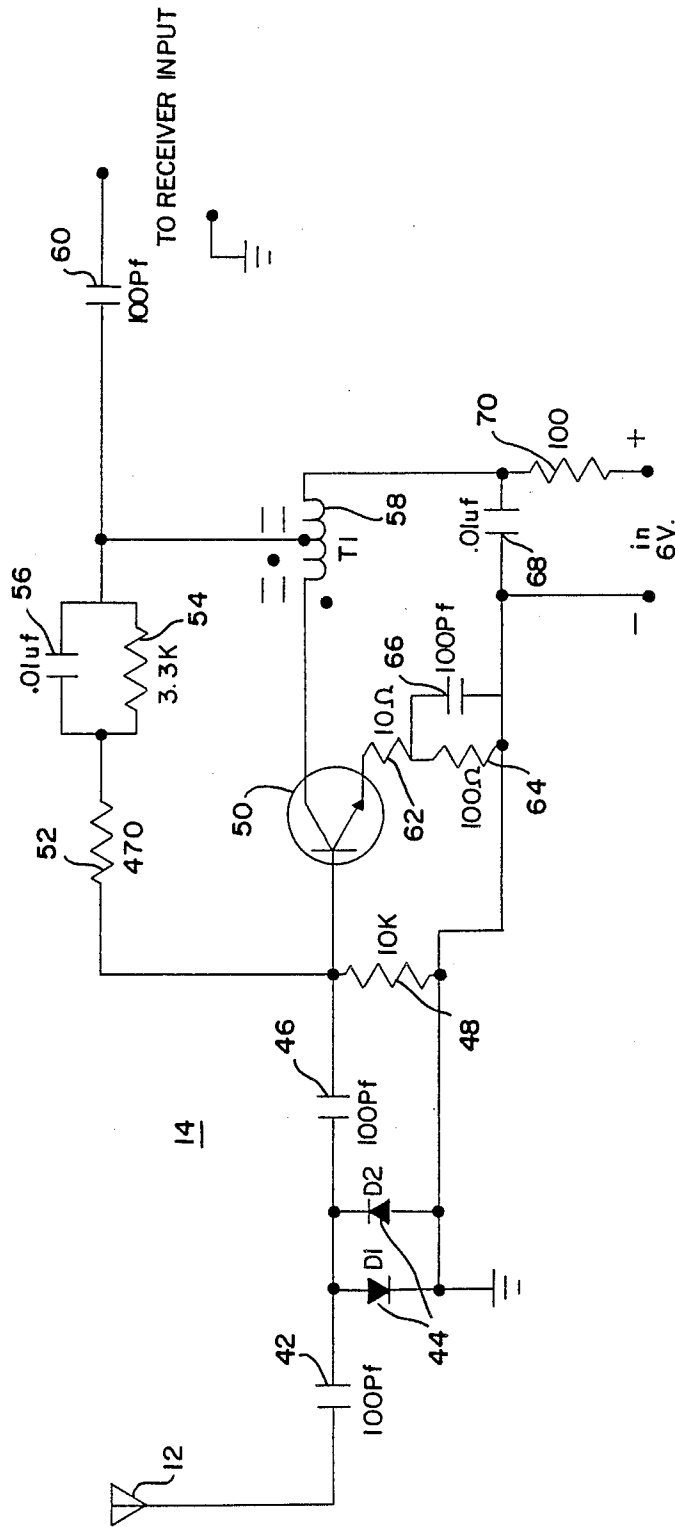 12
42
100Pf
44
D1
D2
14
46
100Pf
48
10K
52
470
50
56
.01uf
54
3.3K
62
10Ω
100Ω
64
66
100Pf
T1
58
60
100Pf
TO RECEIVER INPUT
.01uf
68
70
100
−
in
6V.
+